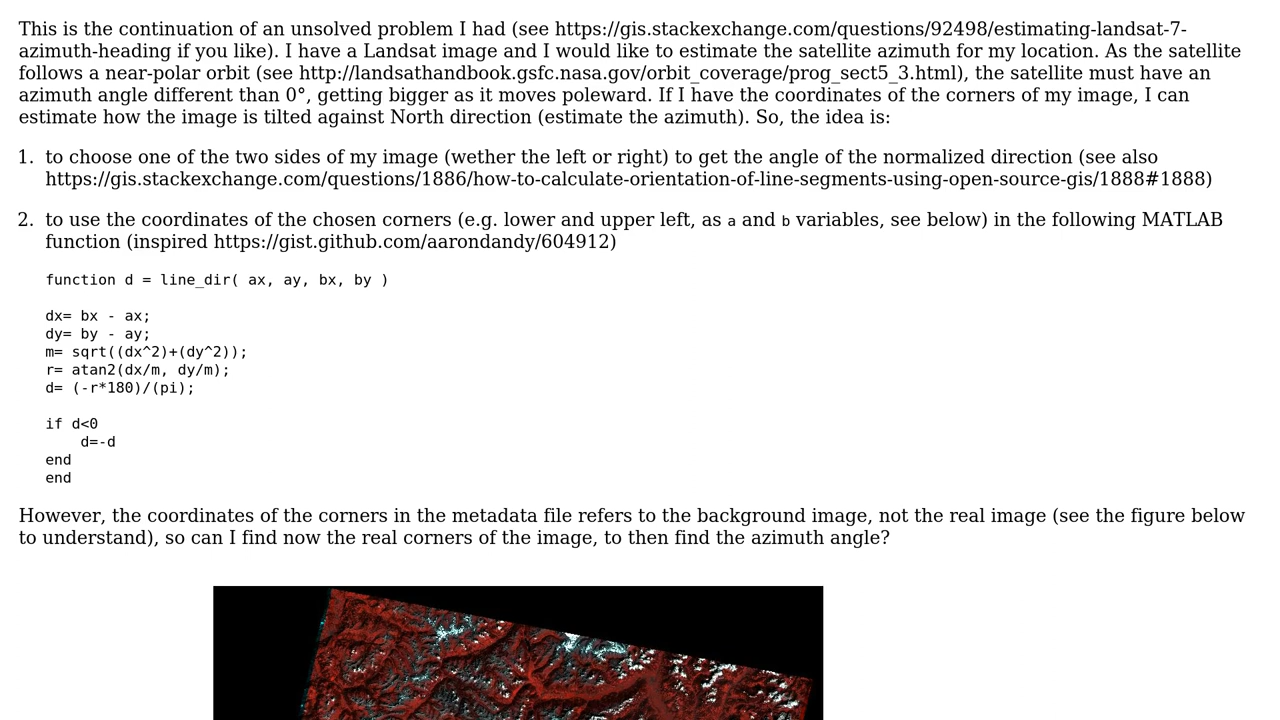 This is the continuation of an unsolved problem I had (see https://gis.stackexchange.com/questions/92498/estimating-landsat-7-
azimuth-heading if you like). I have a Landsat image and I would like to estimate the satellite azimuth for my location. As the satellite
follows a near-polar orbit (see http://landsathandbook.gsfc.nasa.gov/orbit_coverage/prog_sect5_3.html), the satellite must have an
azimuth angle different than 0°, getting bigger as it moves poleward. If I have the coordinates of the corners of my image, I can
estimate how the image is tilted against North direction (estimate the azimuth). So, the idea is:
1. to choose one of the two sides of my image (wether the left or right) to get the angle of the normalized direction (see also
https://gis.stackexchange.com/questions/1886/how-to-calculate-orientation-of-line-segments-using-open-source-gis/1888#1888)
2. to use the coordinates of the chosen corners (e.g. lower and upper left, as a and b variables, see below) in the following MATLAB
function (inspired https://gist.github.com/aarondandy/604912)
function d = line_dir( ax, ay, bx, by )
dx= bx - ax;
dy= by - ay;
m= sqrt((dx^2)+(dy^2));
r= atan2(dx/m, dy/m);
d= (-r*180)/(pi);
if d<0
    d=-d
end
end
However, the coordinates of the corners in the metadata file refers to the background image, not the real image (see the figure below
to understand), so can I find now the real corners of the image, to then find the azimuth angle?